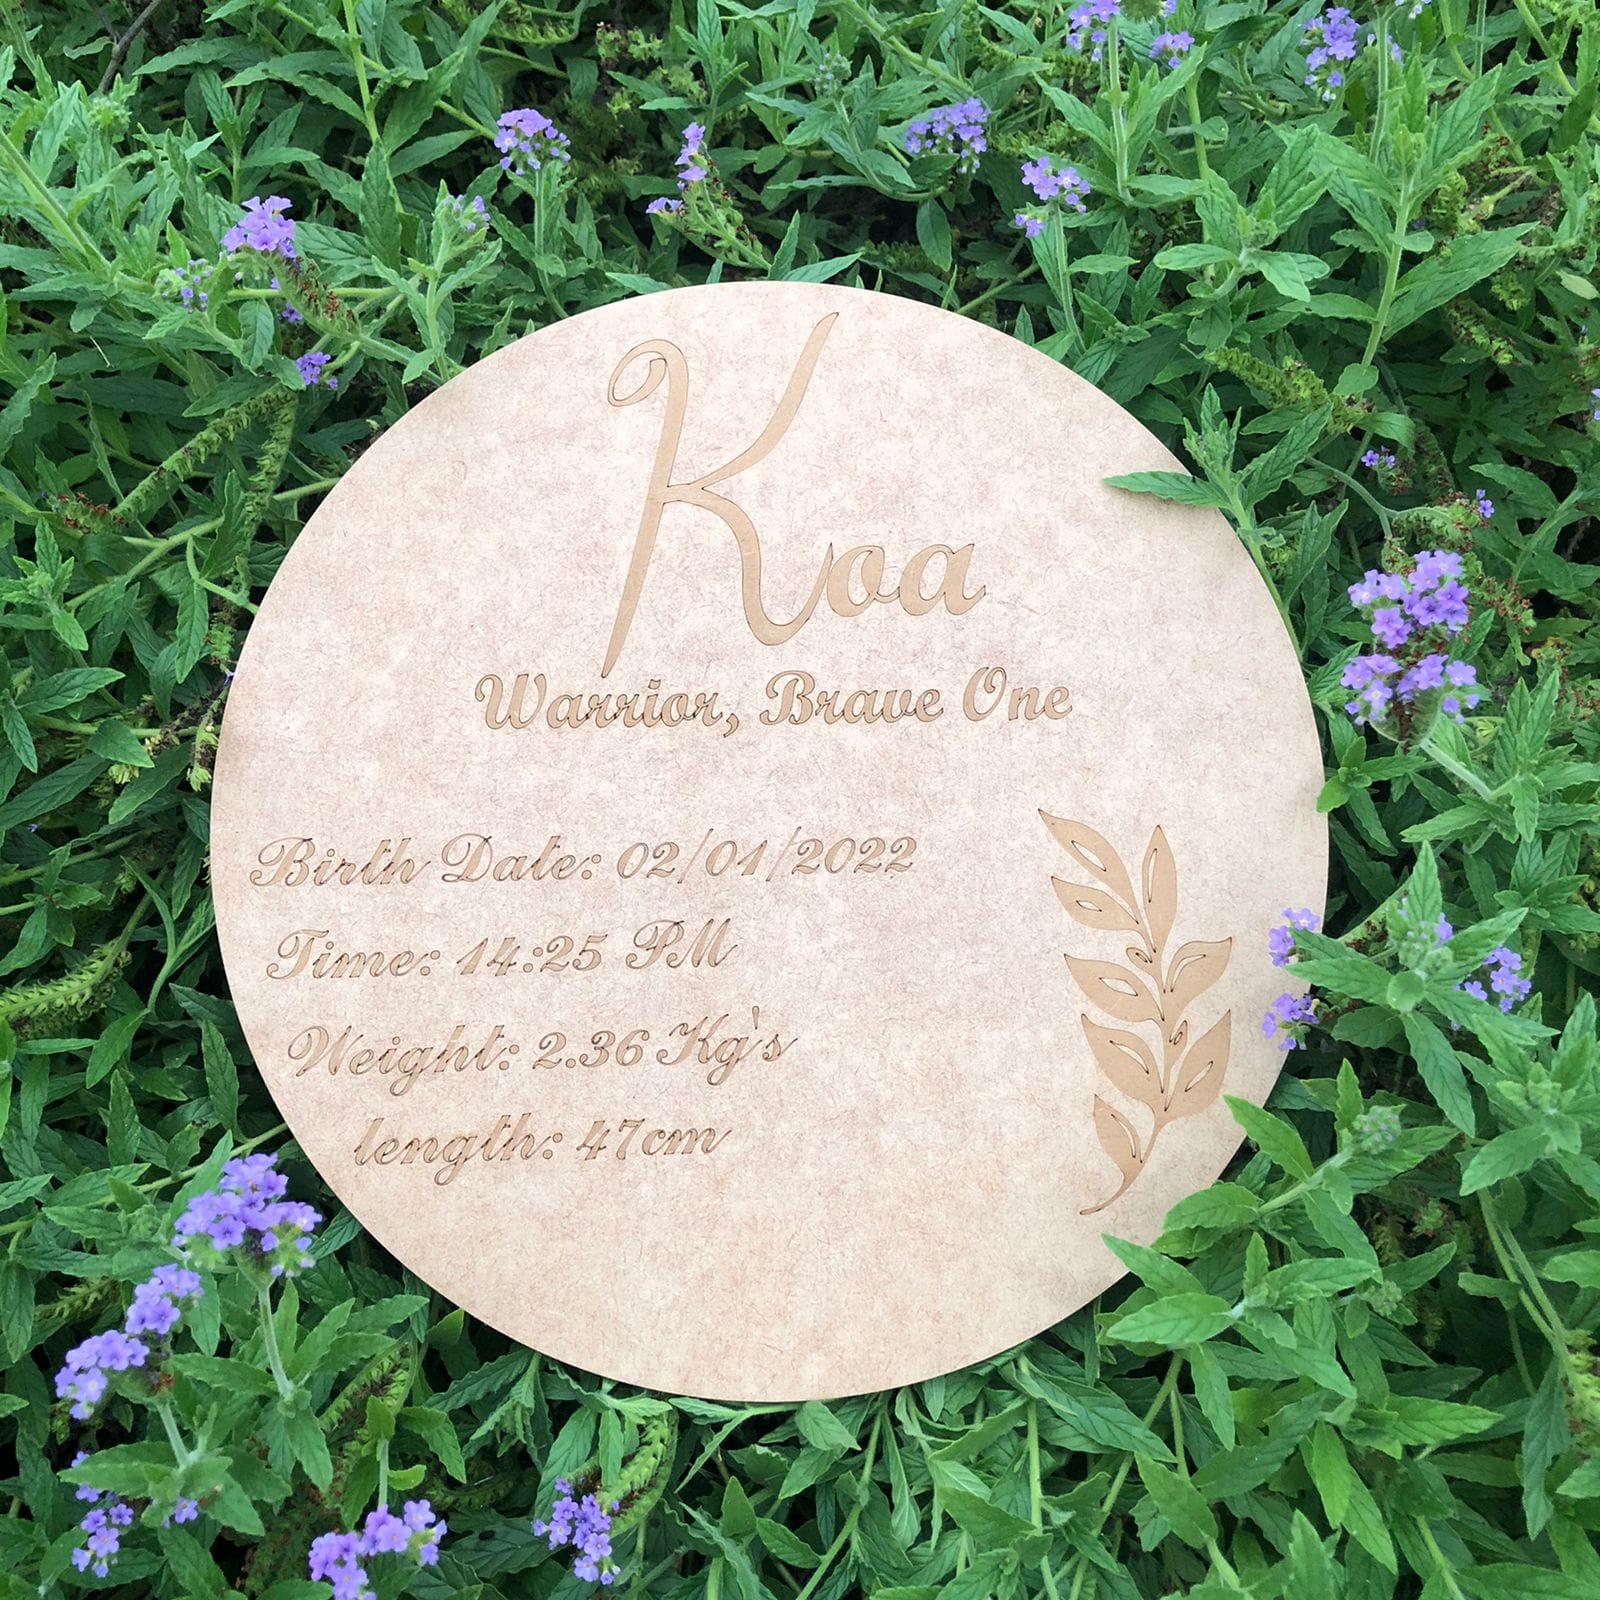 Koa
Warrior, Brave One
Birth Date: 02/01/2022
Time: 14:25 PM
Weight: 2.36 Kg's
length: 47cm